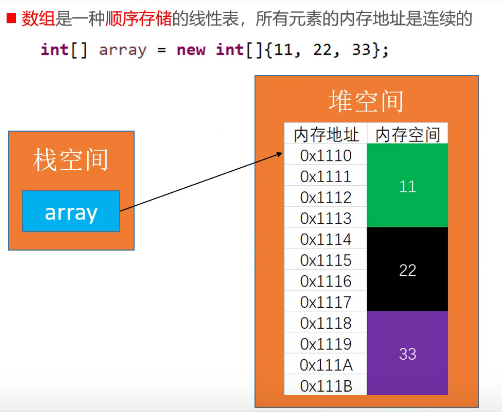 ■ 数组是一种顺序存储的线性表，所有元素的内存地址是连续的
int[] array = new int[]{11, 22, 33};
栈空间
array
堆空间
内存地址 内存空间
0x1110
0x1111
0x1112
0x1113
11
0x1114
0x1115
0x1116
0x1117
22
0x1118
0x1119
0x111A
0x111B
33